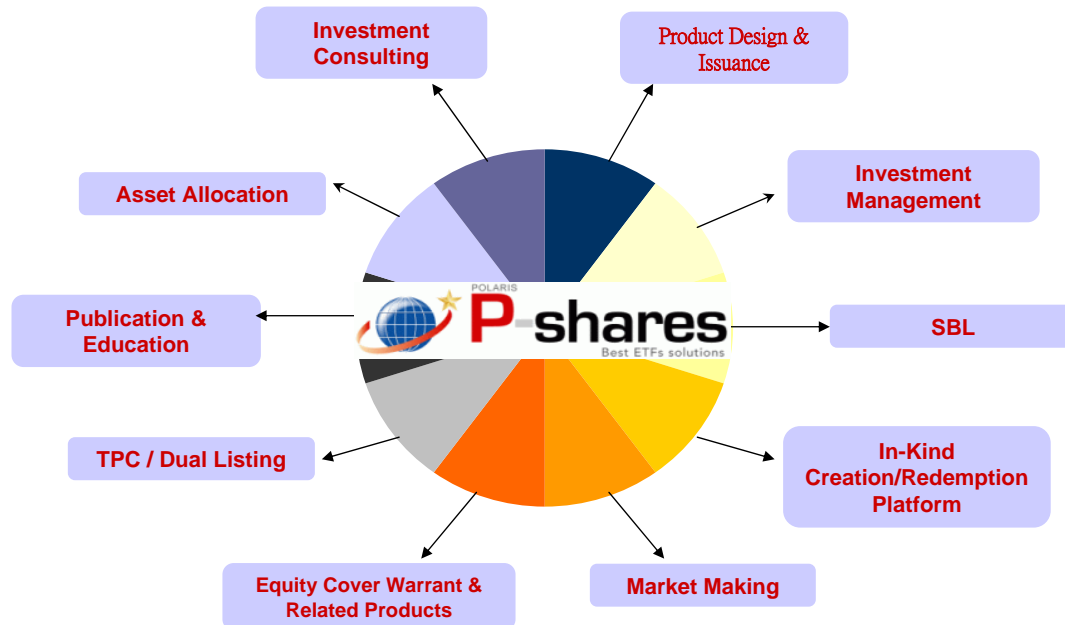 Investment
Consulting
Product Design &
Issuance
Asset Allocation
Investment
Management
Publication &
Education
POLARIS
P-shares
Best ETFs solutions
SBL
TPC / Dual Listing
In-Kind
Creation/Redemption
Platform
Equity Cover Warrant &
Related Products
Market Making